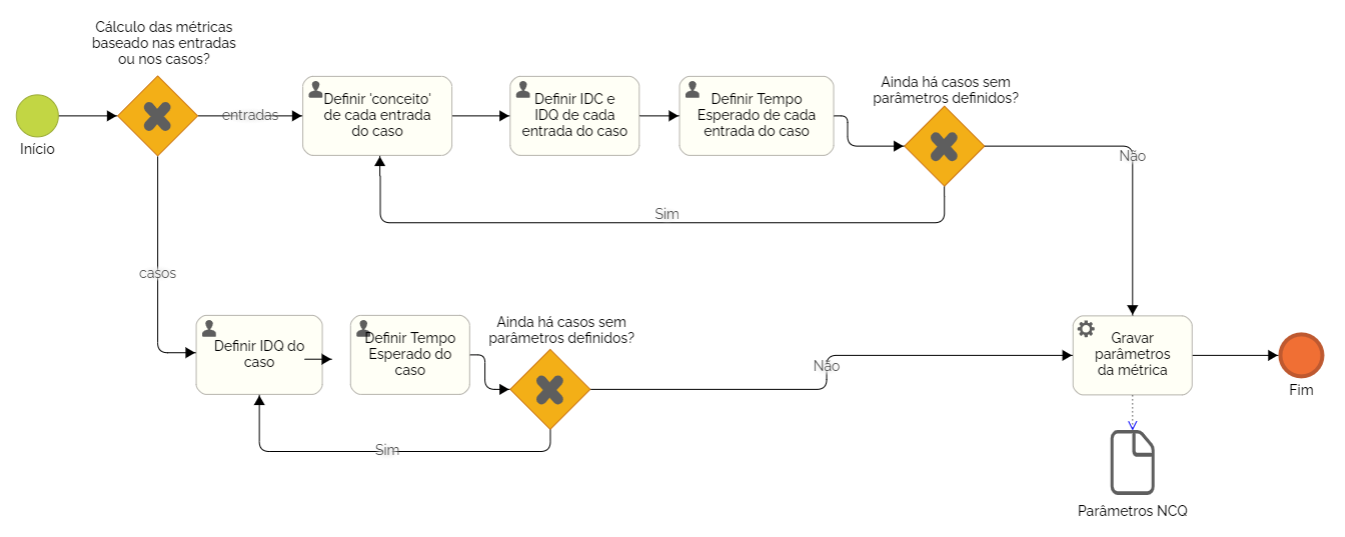 Cálculo das métricas
baseado nas entradas
ou nos casos?
Início
entradas
Definir 'conceito'
de cada entrada
do caso
Definir IDC e
IDQ de cada
entrada do caso
Definir Tempo
Esperado de cada
entrada do caso
Ainda há casos sem
parâmetros definidos?
Não
Sim
casos
Definir IDQ do
caso
Definir Tempo
Esperado do
caso
Ainda há casos sem
parâmetros definidos?
Não
Sim
Gravar
parâmetros
da métrica
Fim
Parâmetros NCQ